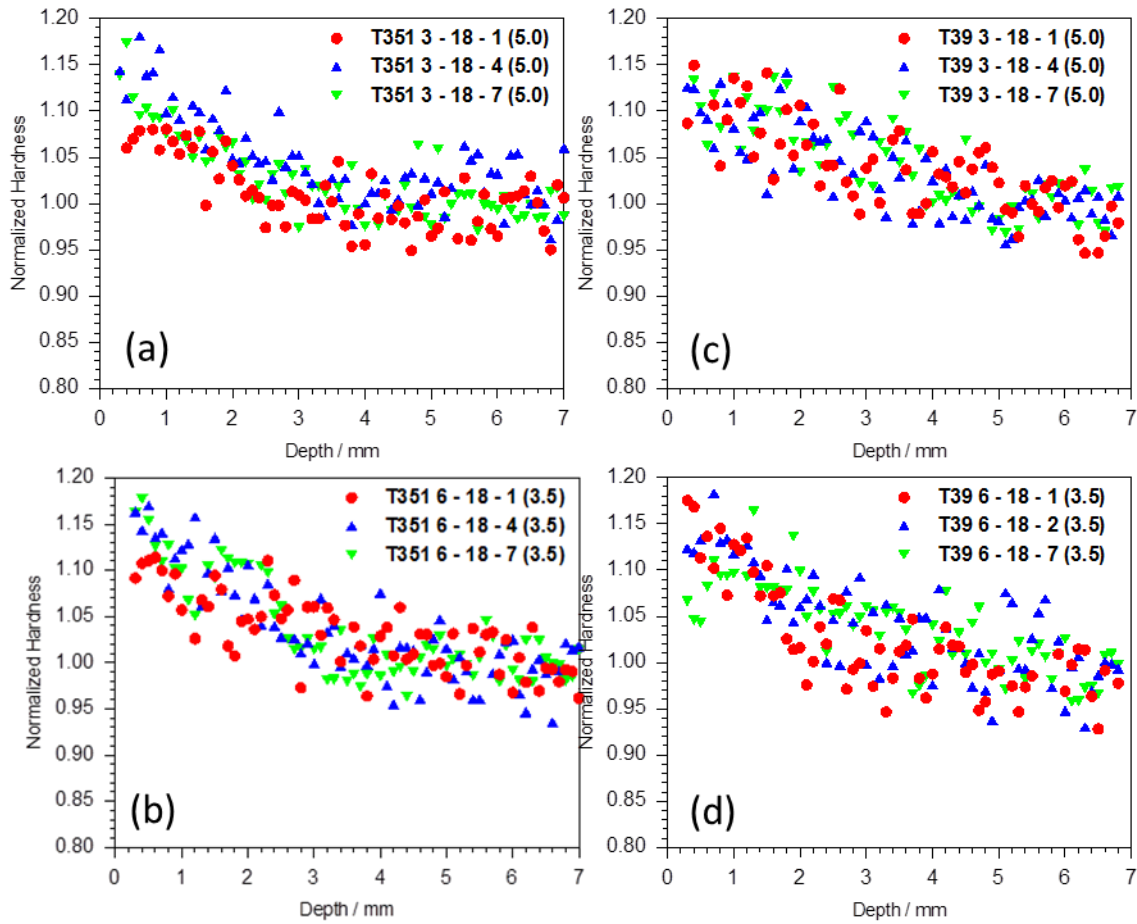 1.20
1.15
1.10
1.05
1.00
0.95
0.90
0.85
0.80
Normalized Hardness
T351 3 - 18 - 1 (5.0)
T351 3 - 18 - 4 (5.0)
T351 3 - 18 - 7 (5.0)
(a)
0 1 2 3 4 5 6 7
Depth / mm
1.20
1.15
1.10
1.05
1.00
0.95
0.90
0.85
0.80
Normalized Hardness
T39 3 - 18 - 1 (5.0)
T39 3 - 18 - 4 (5.0)
T39 3 - 18 - 7 (5.0)
(c)
0 1 2 3 4 5 6 7
Depth / mm
1.20
1.15
1.10
1.05
1.00
0.95
0.90
0.85
0.80
Normalized Hardness
T351 6 - 18 - 1 (3.5)
T351 6 - 18 - 4 (3.5)
T351 6 - 18 - 7 (3.5)
(b)
0 1 2 3 4 5 6 7
Depth / mm
1.20
1.15
1.10
1.05
1.00
0.95
0.90
0.85
0.80
Normalized Hardness
T39 6 - 18 - 1 (3.5)
T39 6 - 18 - 2 (3.5)
T39 6 - 18 - 7 (3.5)
(d)
0 1 2 3 4 5 6 7
Depth / mm